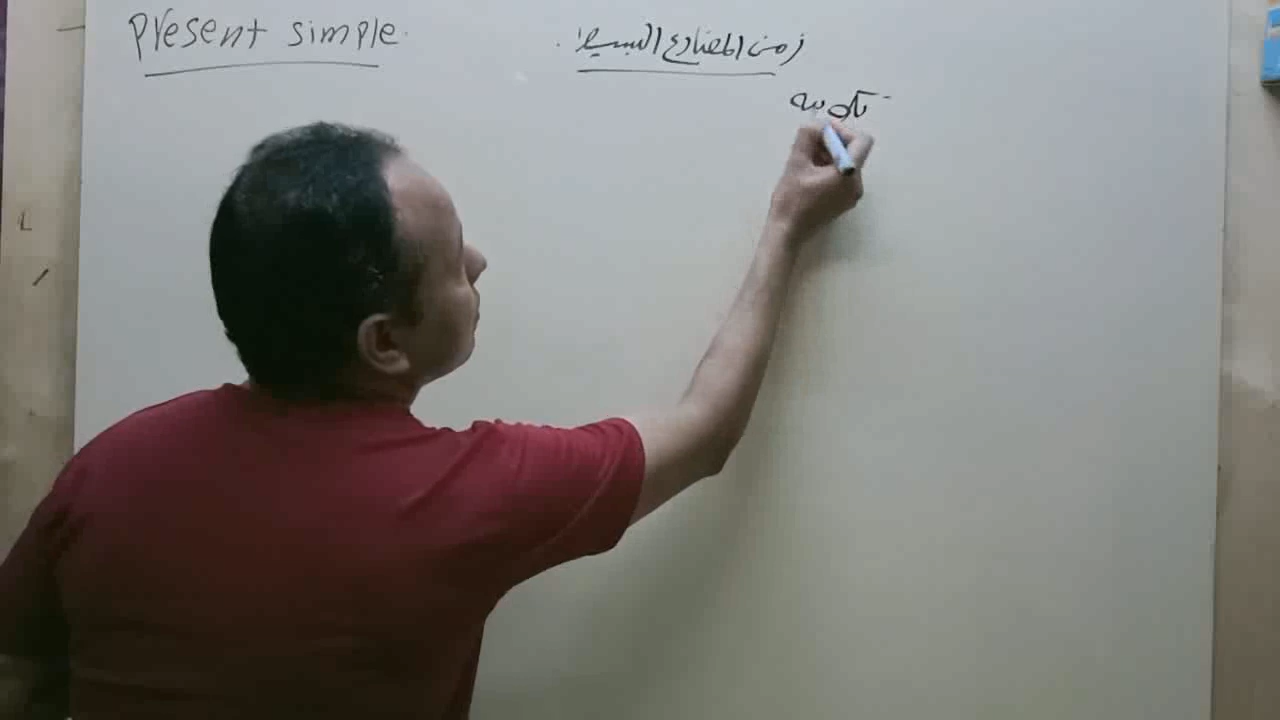 Present simple.
زمن المضارع البسيط
تكوينه